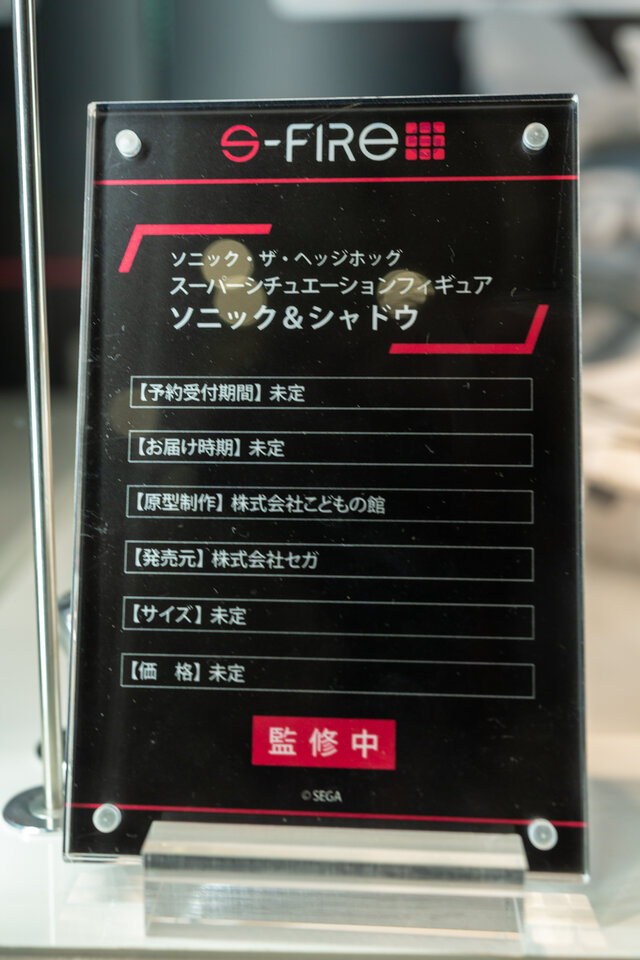 S-FIRE
ソニック・ザ・ヘッジホッグ
スーパーシチュエーションフィギュア
ソニック&シャドウ
【予約受付期間】未定
【お届け時期】未定
【原型制作】株式会社こどもの館
【発売元】株式会社セガ
【サイズ】未定
【価　格】未定
監修中
© SEGA